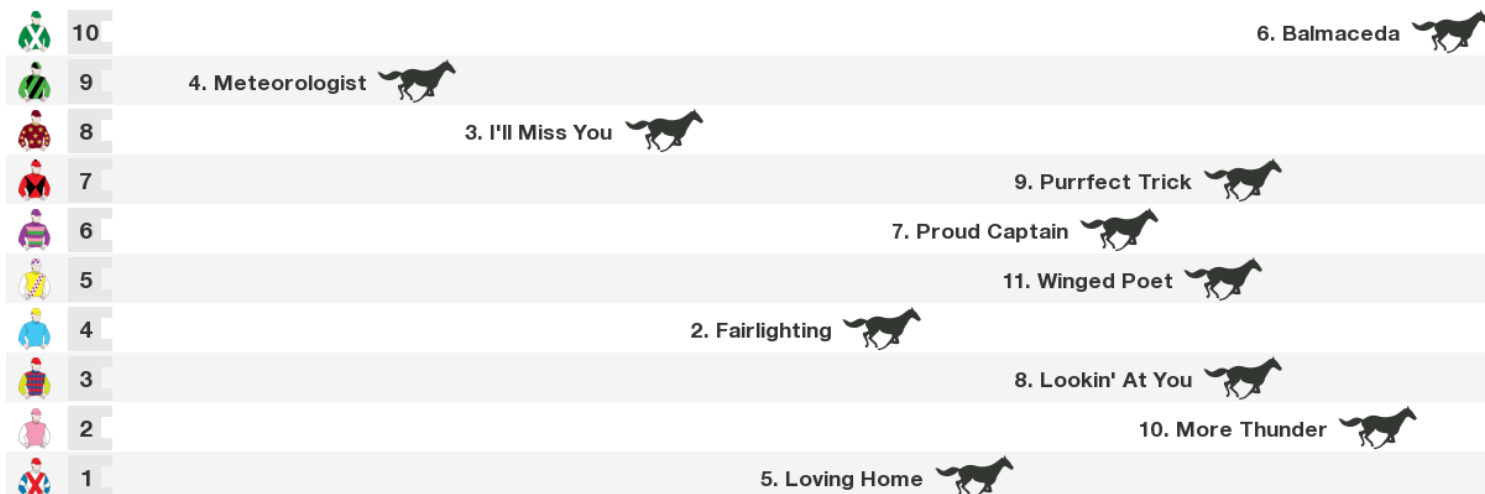 10 6. Balmaceda
9 4. Meteorologist
8 3. I'll Miss You
7 9. Purrfect Trick
6 7. Proud Captain
5 11. Winged Poet
4 2. Fairlighting
3 8. Lookin' At You
2 10. More Thunder
1 5. Loving Home